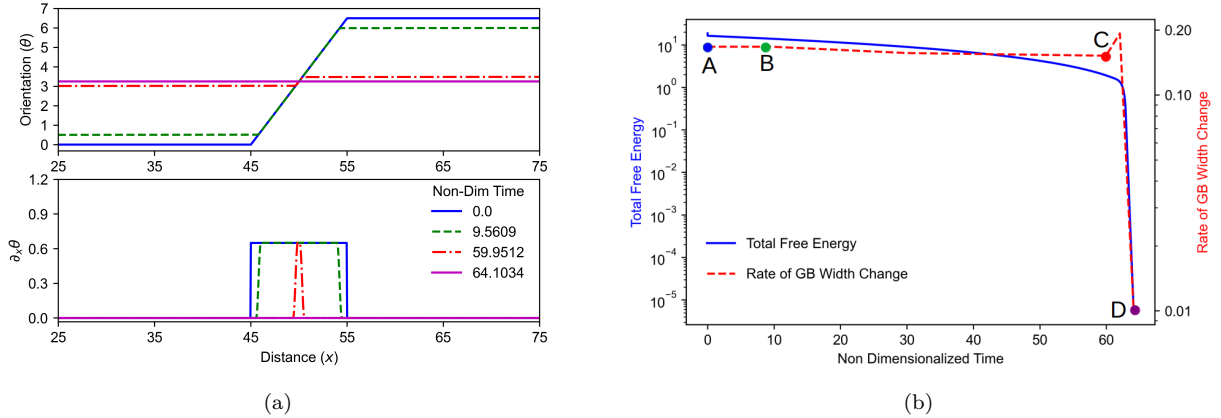 7
6
5
4
3
2
1
0
Orientation (θ)
25 35 45 55 65 75
1.2
0.9
0.6
0.3
0.0
∂ₓθ
Non-Dim Time
0.0
9.5609
59.9512
64.1034
25 35 45 55 65 75
Distance (x)
(a)
10¹
10⁰
10⁻¹
10⁻²
10⁻³
10⁻⁴
10⁻⁵
Total Free Energy
A
B
C
D
Total Free Energy
Rate of GB Width Change
0.20
0.10
0.01
Rate of GB Width Change
0 10 20 30 40 50 60
Non Dimensionalized Time
(b)